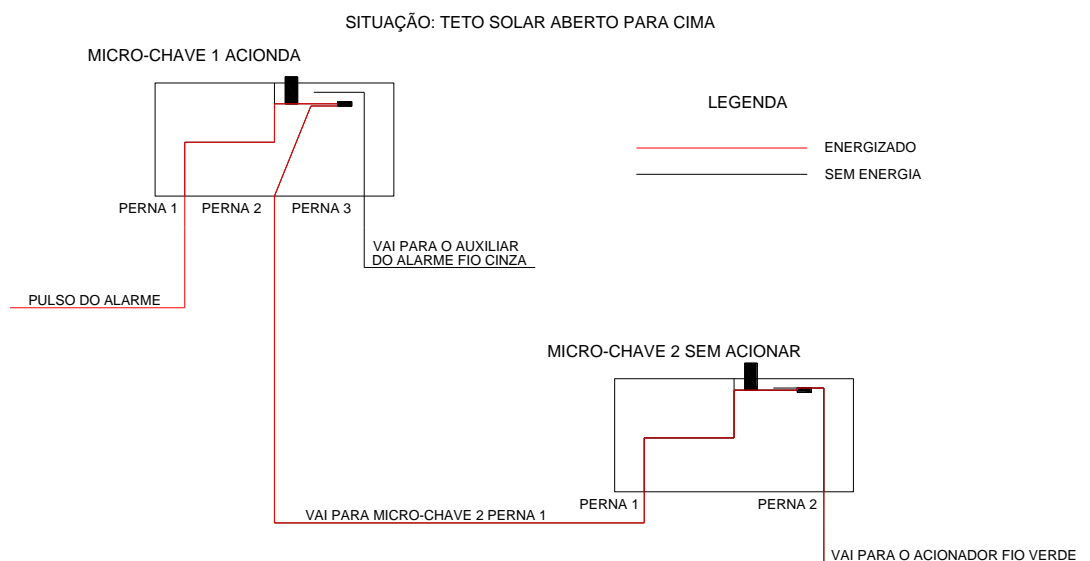 SITUAÇÃO: TETO SOLAR ABERTO PARA CIMA
MICRO-CHAVE 1 ACIONDA
LEGENDA
ENERGIZADO
SEM ENERGIA
PERNA 1
PERNA 2
PERNA 3
VAI PARA O AUXILIAR
DO ALARME FIO CINZA
PULSO DO ALARME
MICRO-CHAVE 2 SEM ACIONAR
PERNA 1
PERNA 2
VAI PARA MICRO-CHAVE 2 PERNA 1
VAI PARA O ACIONADOR FIO VERDE